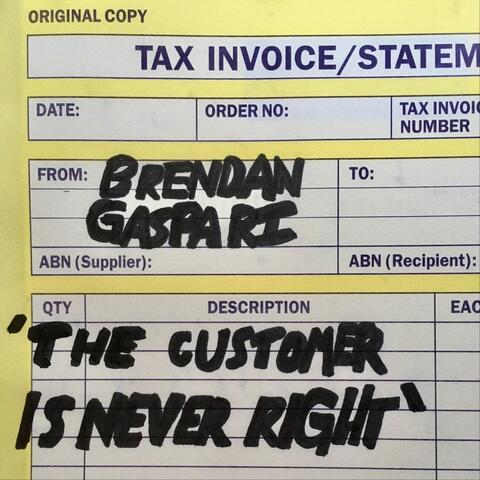 ORIGINAL COPY
TAX INVOICE/STATEM
DATE:
ORDER NO:
TAX INVOI
NUMBER
FROM: BRENDAN
GASPARI
TO:
ABN (Supplier):
ABN (Recipient):
QTY
DESCRIPTION
EAC
'THE CUSTOMER
IS NEVER RIGHT'